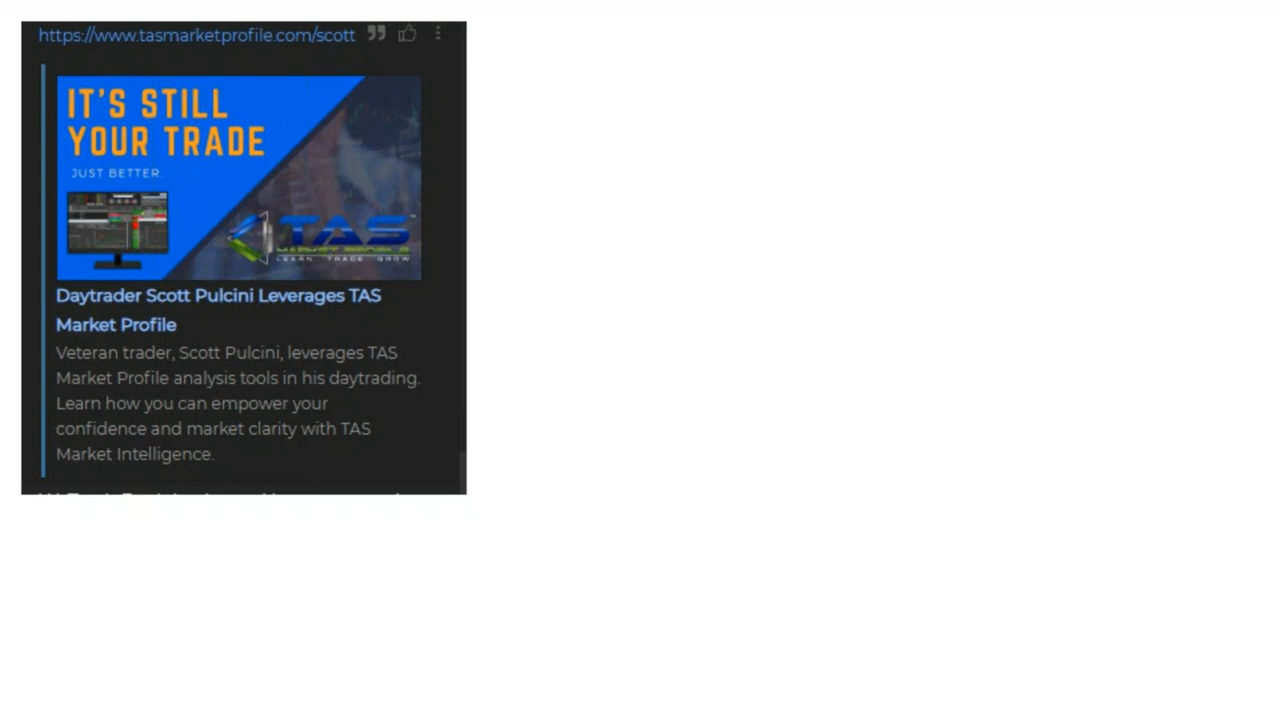 https://www.tasmarketprofile.com/scott
IT'S STILL
YOUR TRADE
JUST BETTER.
TAS
MARKET PROFILE
LEARN TRADE GROW
Daytrader Scott Pulcini Leverages TAS
Market Profile
Veteran trader, Scott Pulcini, leverages TAS
Market Profile analysis tools in his daytrading.
Learn how you can empower your
confidence and market clarity with TAS
Market Intelligence.